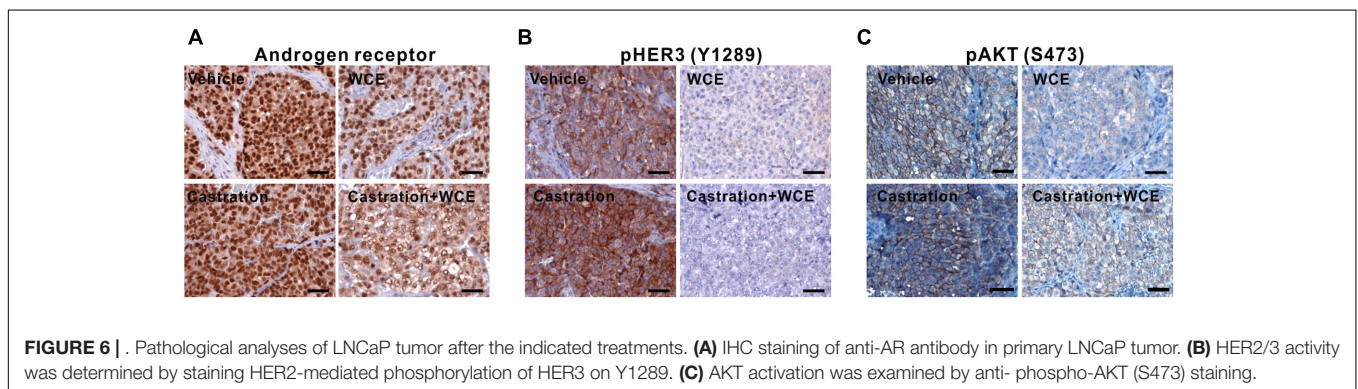 A B C
Androgen receptor pHER3 (Y1289) pAKT (S473)
Vehicle WCE Vehicle WCE Vehicle WCE
Castration Castration+WCE Castration Castration+WCE Castration Castration+WCE
FIGURE 6 | . Pathological analyses of LNCaP tumor after the indicated treatments. (A) IHC staining of anti-AR antibody in primary LNCaP tumor. (B) HER2/3 activity
was determined by staining HER2-mediated phosphorylation of HER3 on Y1289. (C) AKT activation was examined by anti- phospho-AKT (S473) staining.